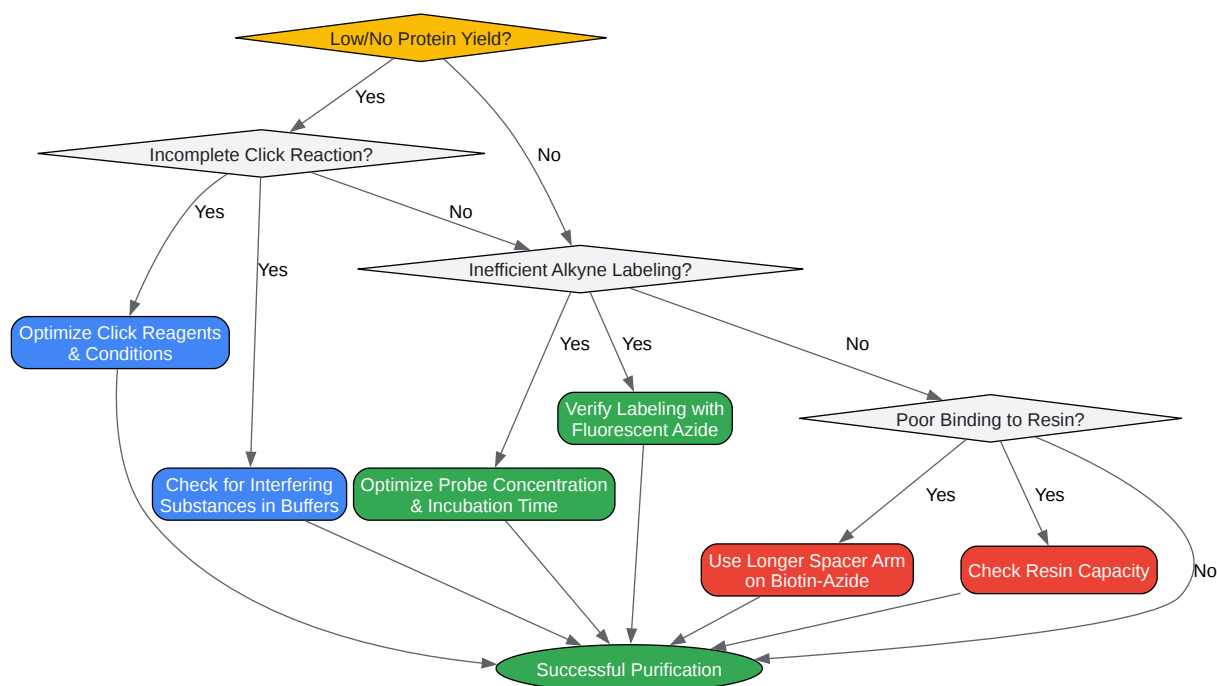 Low/No Protein Yield?
Yes
Incomplete Click Reaction?
No
Yes
No
Yes
Inefficient Alkyne Labeling?
Optimize Click Reagents
& Conditions
Yes
Yes
No
Verify Labeling with
Fluorescent Azide
Poor Binding to Resin?
Check for Interfering
Substances in Buffers
Optimize Probe Concentration
& Incubation Time
Yes
Yes
Use Longer Spacer Arm
on Biotin-Azide
Check Resin Capacity
No
Successful Purification